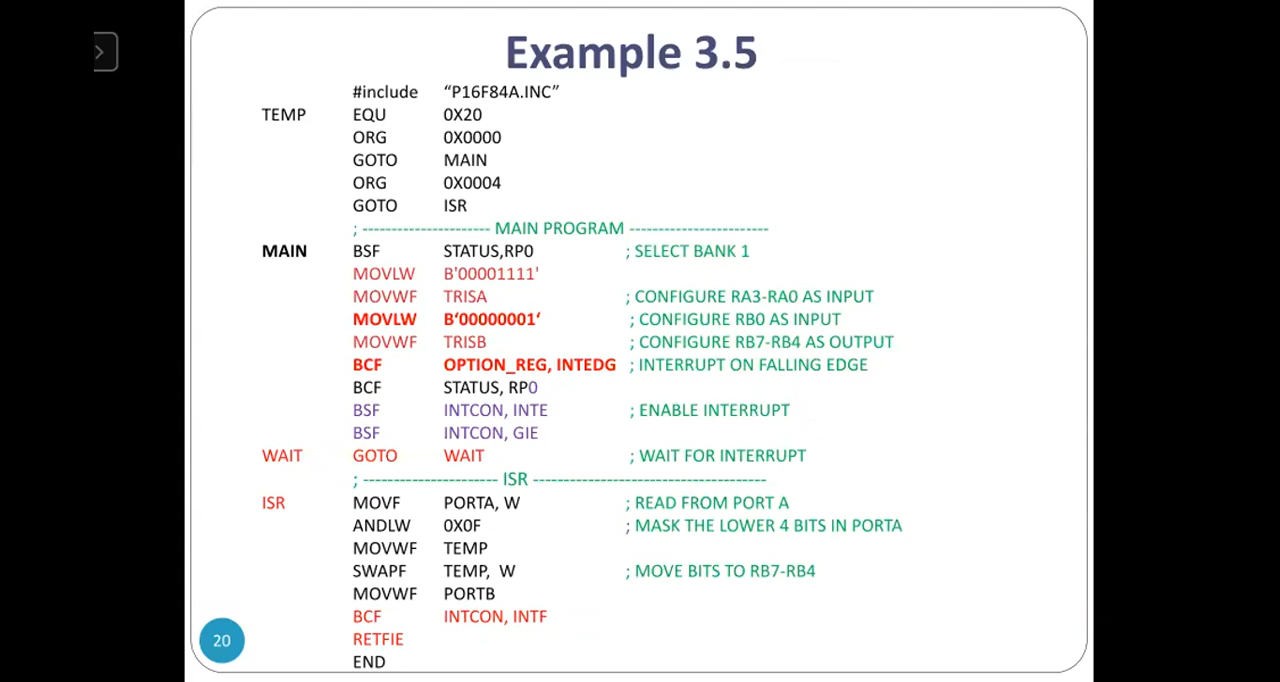 Example 3.5
#include “P16F84A.INC”
TEMP EQU 0X20
ORG 0X0000
GOTO MAIN
ORG 0X0004
GOTO ISR
; ---------------------- MAIN PROGRAM ------------------------
MAIN BSF STATUS,RP0 ; SELECT BANK 1
MOVLW B'00001111'
MOVWF TRISA ; CONFIGURE RA3-RA0 AS INPUT
MOVLW B‘00000001‘ ; CONFIGURE RB0 AS INPUT
MOVWF TRISB ; CONFIGURE RB7-RB4 AS OUTPUT
BCF OPTION_REG, INTEDG ; INTERRUPT ON FALLING EDGE
BCF STATUS, RP0
BSF INTCON, INTE ; ENABLE INTERRUPT
BSF INTCON, GIE
WAIT GOTO WAIT ; WAIT FOR INTERRUPT
; ----------------------- ISR ---------------------------------------
ISR MOVF PORTA, W ; READ FROM PORT A
ANDLW 0X0F ; MASK THE LOWER 4 BITS IN PORTA
MOVWF TEMP
SWAPF TEMP, W ; MOVE BITS TO RB7-RB4
MOVWF PORTB
BCF INTCON, INTF
RETFIE
END
20